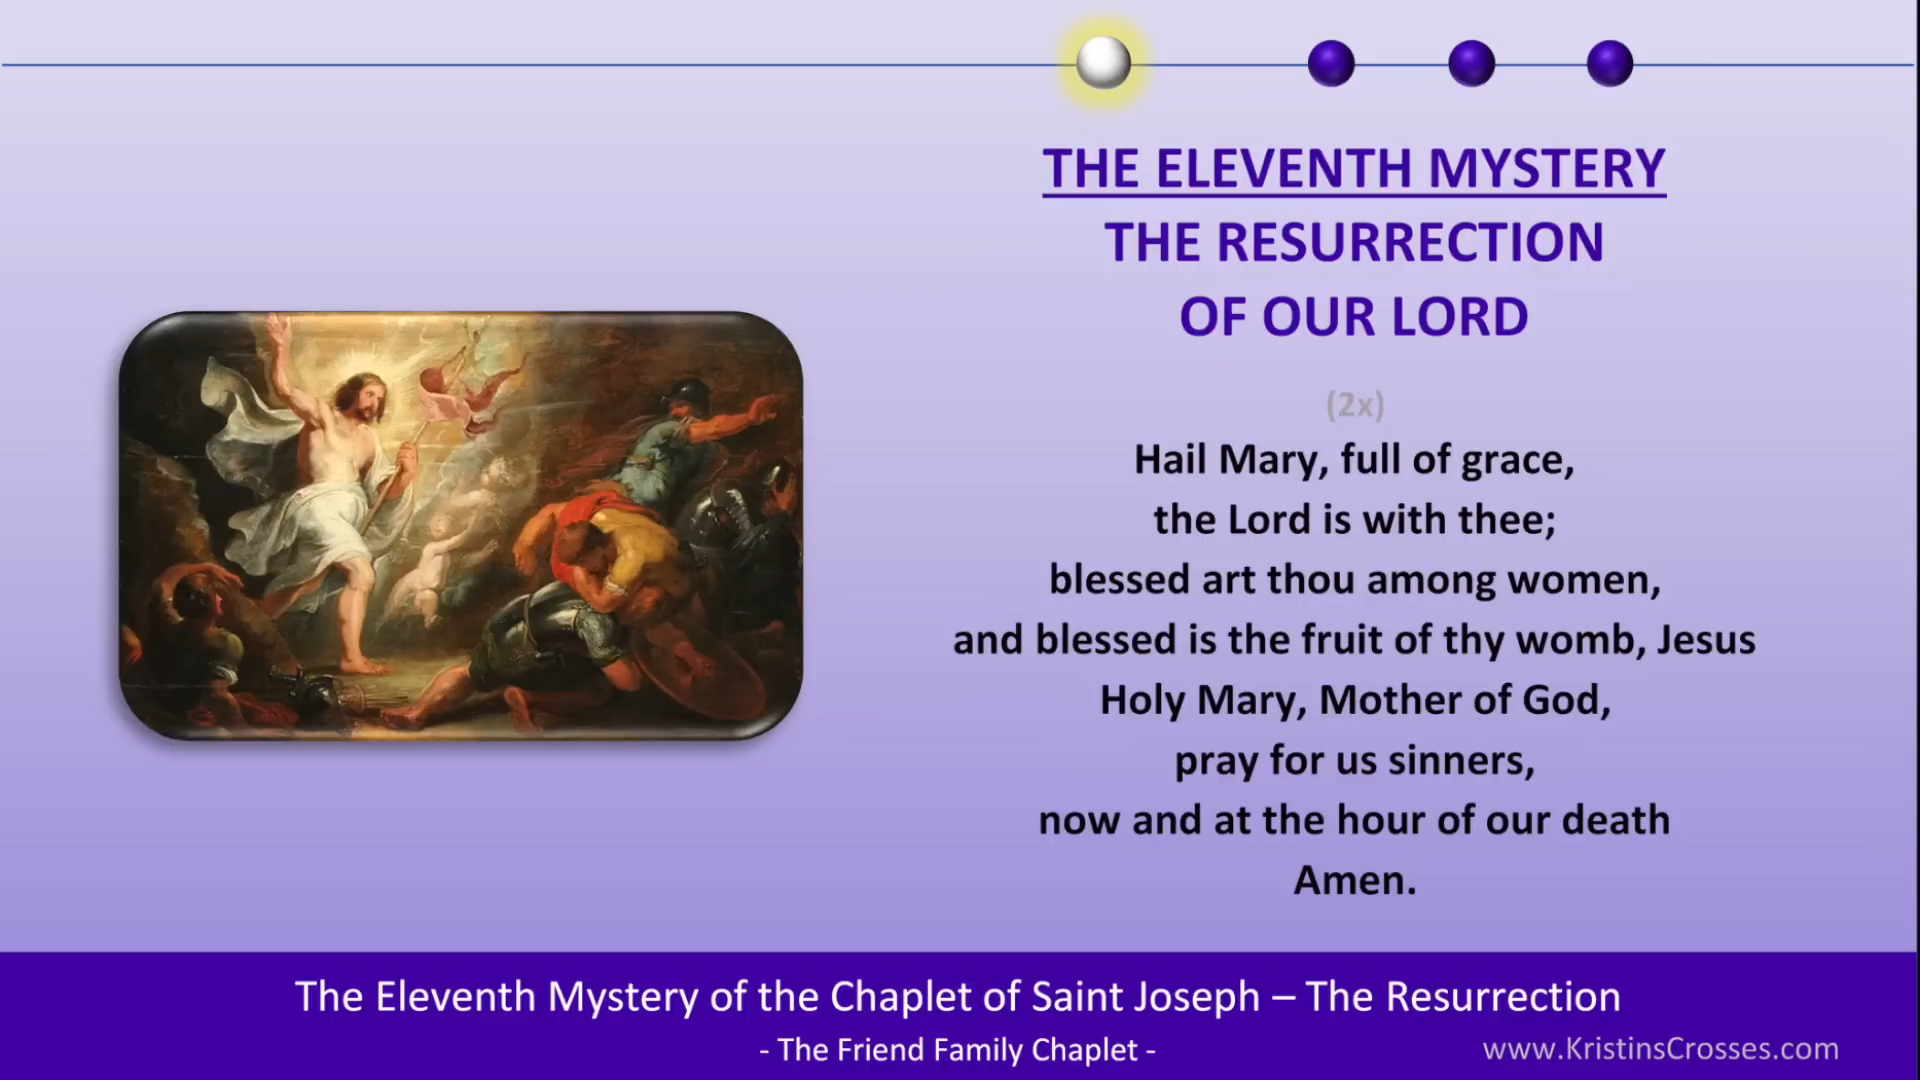 THE ELEVENTH MYSTERY
THE RESURRECTION
OF OUR LORD
(2x)
Hail Mary, full of grace,
the Lord is with thee;
blessed art thou among women,
and blessed is the fruit of thy womb, Jesus
Holy Mary, Mother of God,
pray for us sinners,
now and at the hour of our death
Amen.
The Eleventh Mystery of the Chaplet of Saint Joseph – The Resurrection
- The Friend Family Chaplet -
www.KristinsCrosses.com